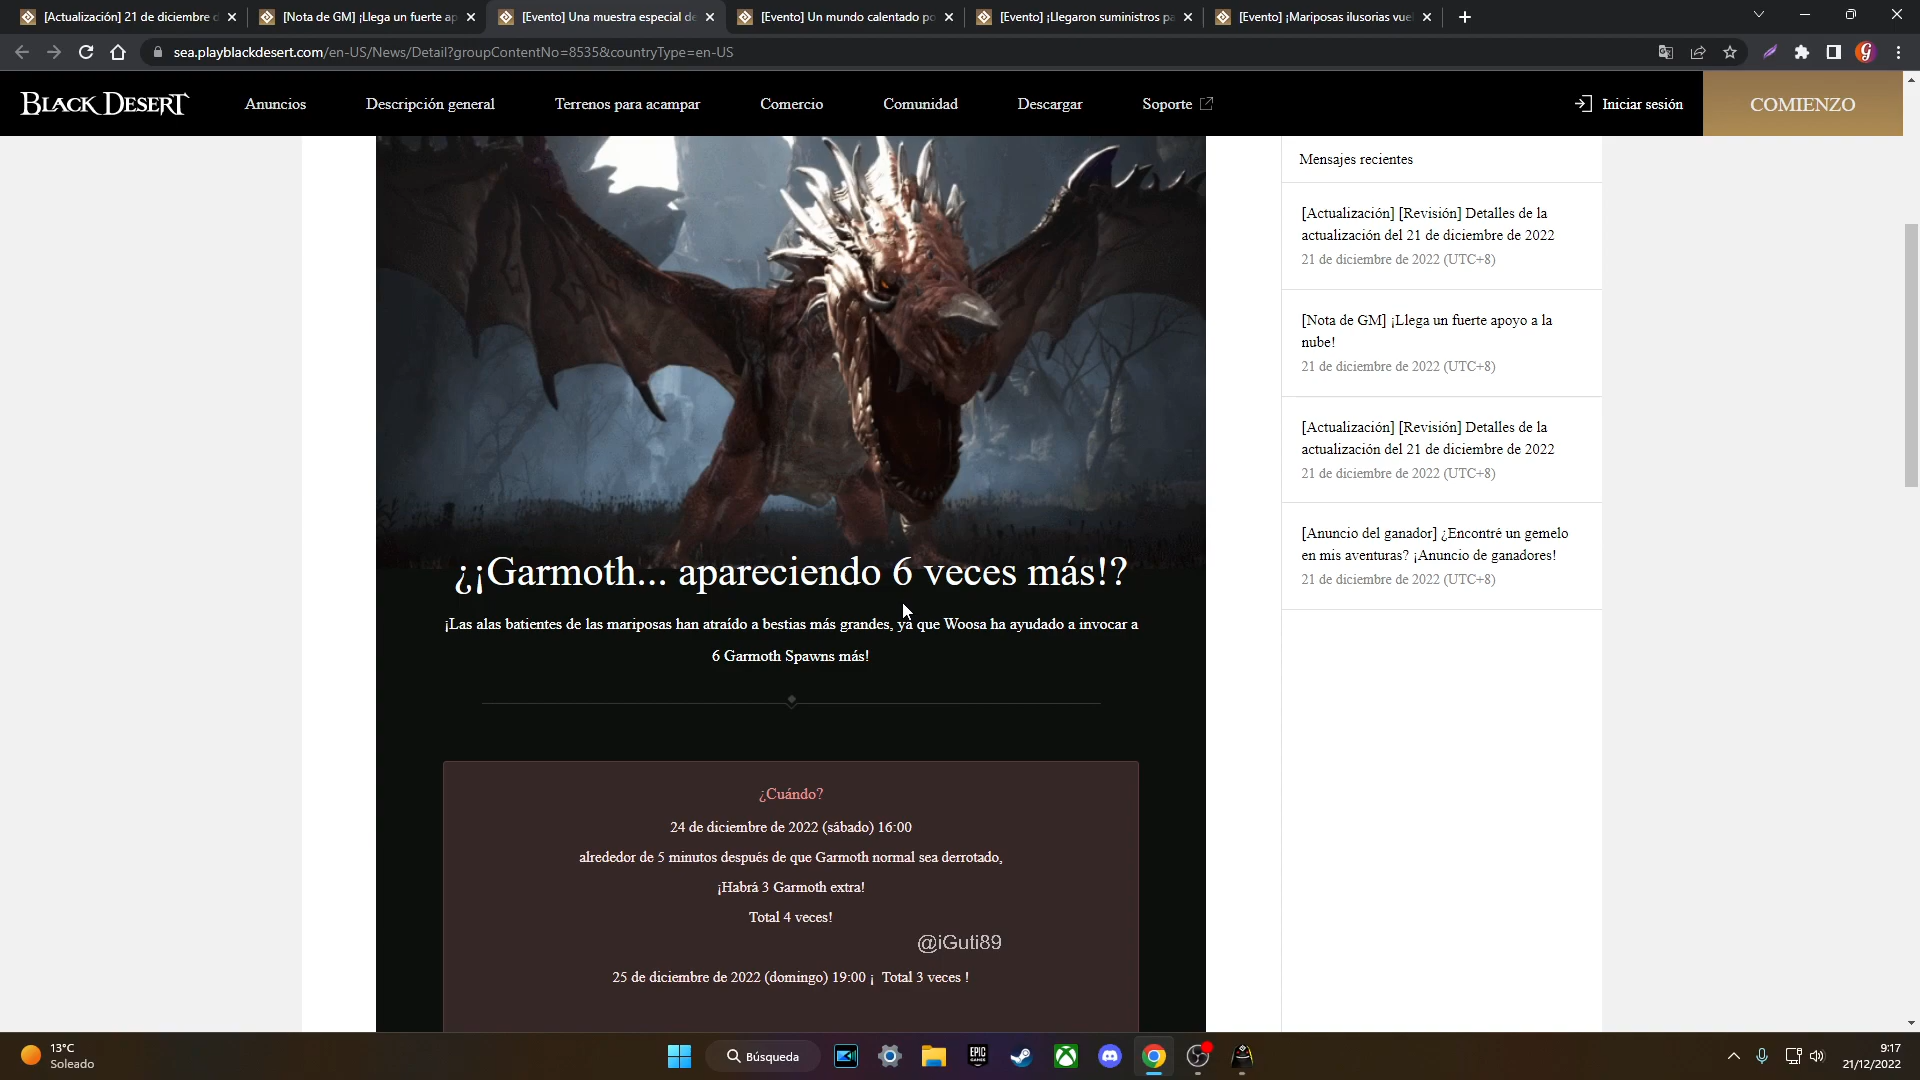 [Actualización] 21 de diciembre d
[Nota de GM] ¡Llega un fuerte ap
[Evento] Una muestra especial de
[Evento] Un mundo calentado po
[Evento] ¡Llegaron suministros pa
[Evento] ¡Mariposas ilusorias vue
sea.playblackdesert.com/en-US/News/Detail?groupContentNo=8535&countryType=en-US
BLACK DESERT
Anuncios
Descripción general
Terrenos para acampar
Comercio
Comunidad
Descargar
Soporte
Iniciar sesión
COMIENZO
¿¡Garmoth... apareciendo 6 veces más!?
¡Las alas batientes de las mariposas han atraído a bestias más grandes, ya que Woosa ha ayudado a invocar a
6 Garmoth Spawns más!
¿Cuándo?
24 de diciembre de 2022 (sábado) 16:00
alrededor de 5 minutos después de que Garmoth normal sea derrotado,
¡Habrá 3 Garmoth extra!
Total 4 veces!
@iGuti89
25 de diciembre de 2022 (domingo) 19:00 ¡ Total 3 veces !
Mensajes recientes
[Actualización] [Revisión] Detalles de la
actualización del 21 de diciembre de 2022
21 de diciembre de 2022 (UTC+8)
[Nota de GM] ¡Llega un fuerte apoyo a la
nube!
21 de diciembre de 2022 (UTC+8)
[Actualización] [Revisión] Detalles de la
actualización del 21 de diciembre de 2022
21 de diciembre de 2022 (UTC+8)
[Anuncio del ganador] ¿Encontré un gemelo
en mis aventuras? ¡Anuncio de ganadores!
21 de diciembre de 2022 (UTC+8)
13°C
Soleado
Búsqueda
EPIC GAMES
9:17
21/12/2022